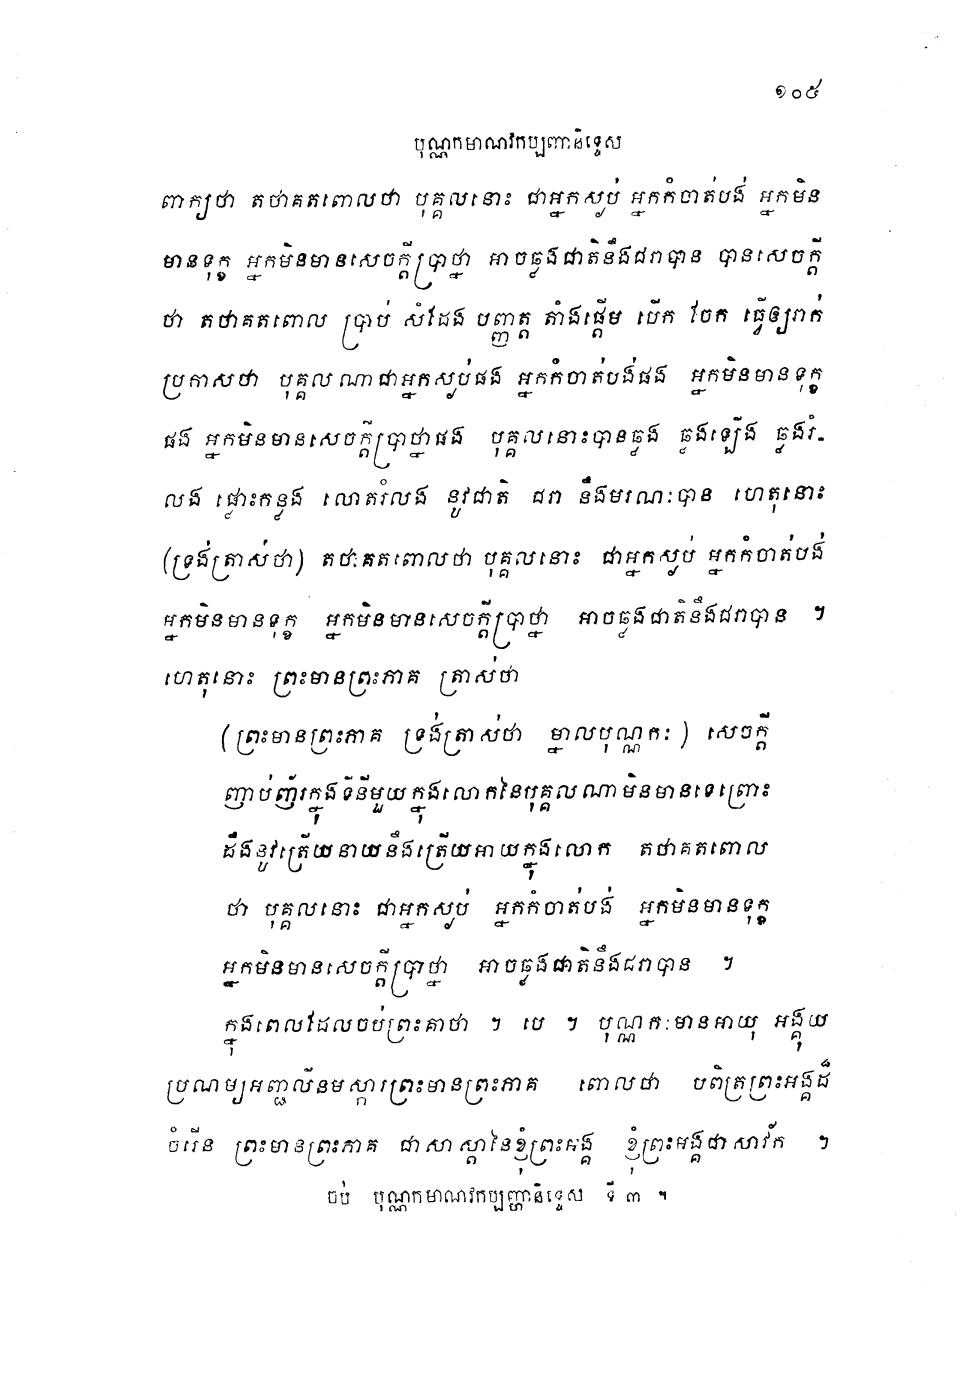 ១០៥
បុណ្ណកមាណវកប្បញ្ហានិទ្ទេស
ពាក្យថា តថាគតពោលថា បុគ្គលនោះ ជាអ្នកស្ងប់ អ្នកកំចាត់បង់ អ្នកមិន
មានទុក្ខ អ្នកមិនមានសេចក្តីប្រាថ្នា អាចឆ្លងជាតិនឹងជរាបាន បានសេចក្តី
ថា តថាគតពោល ប្រាប់ សំដែង បញ្ញាត្ត តាំងផ្តើម បើក ចែក ធ្វើឲ្យរាក់
ប្រកាសថា បុគ្គលណាជាអ្នកស្ងប់ផង អ្នកកំចាត់បង់ផង អ្នកមិនមានទុក្ខ
ផង អ្នកមិនមានសេចក្តីប្រាថ្នាផង បុគ្គលនោះបានឆ្លង ឆ្លងឡើង ឆ្លងរំ-
លង ផ្លោះកន្លង លោតរំលង នូវជាតិ ជរា នឹងមរណៈបាន ហេតុនោះ
(ទ្រង់ត្រាស់ថា) តថៈគតពោលថា បុគ្គលនោះ ជាអ្នកស្ងប់ អ្នកកំចាត់បង់
អ្នកមិនមានទុក្ខ អ្នកមិនមានសេចក្តីប្រាថ្នា អាចឆ្លងជាតិនឹងជរាបាន ។
ហេតុនោះ ព្រះមានព្រះភាគ ត្រាស់ថា
(ព្រះមានព្រះភាគ ទ្រង់ត្រាស់ថា ម្នាលបុណ្ណកៈ) សេចក្តី
ញាប់ញ័រក្នុងទីនីមួយក្នុងលោកនៃបុគ្គលណាមិនមានទេព្រោះ
ដឹងនូវត្រើយនាយនឹងត្រើយអាយក្នុងលោក តថាគតពោល
ថា បុគ្គលនោះ ជាអ្នកស្ងប់ អ្នកកំចាត់បង់ អ្នកមិនមានទុក្ខ
អ្នកមិនមានសេចក្តីប្រាថ្នា អាចឆ្លងជាតិនឹងជរាបាន ។
ក្នុងពេលដែលចប់ព្រះគាថា ។ បេ ។ បុណ្ណកៈមានអាយុ អង្គុយ
ប្រណម្យអញ្ជលីនមស្ការព្រះមានព្រះភាគ ពោលថា បពិត្រព្រះអង្គដ៏
ចំរើន ព្រះមានព្រះភាគ ជាសាស្តានៃខ្ញុំព្រះអង្គ ខ្ញុំព្រះអង្គជាសាវ័ក ។
ចប់ បុណ្ណកមាណវកប្បញ្ហានិទ្ទេស ទី ៣ ។